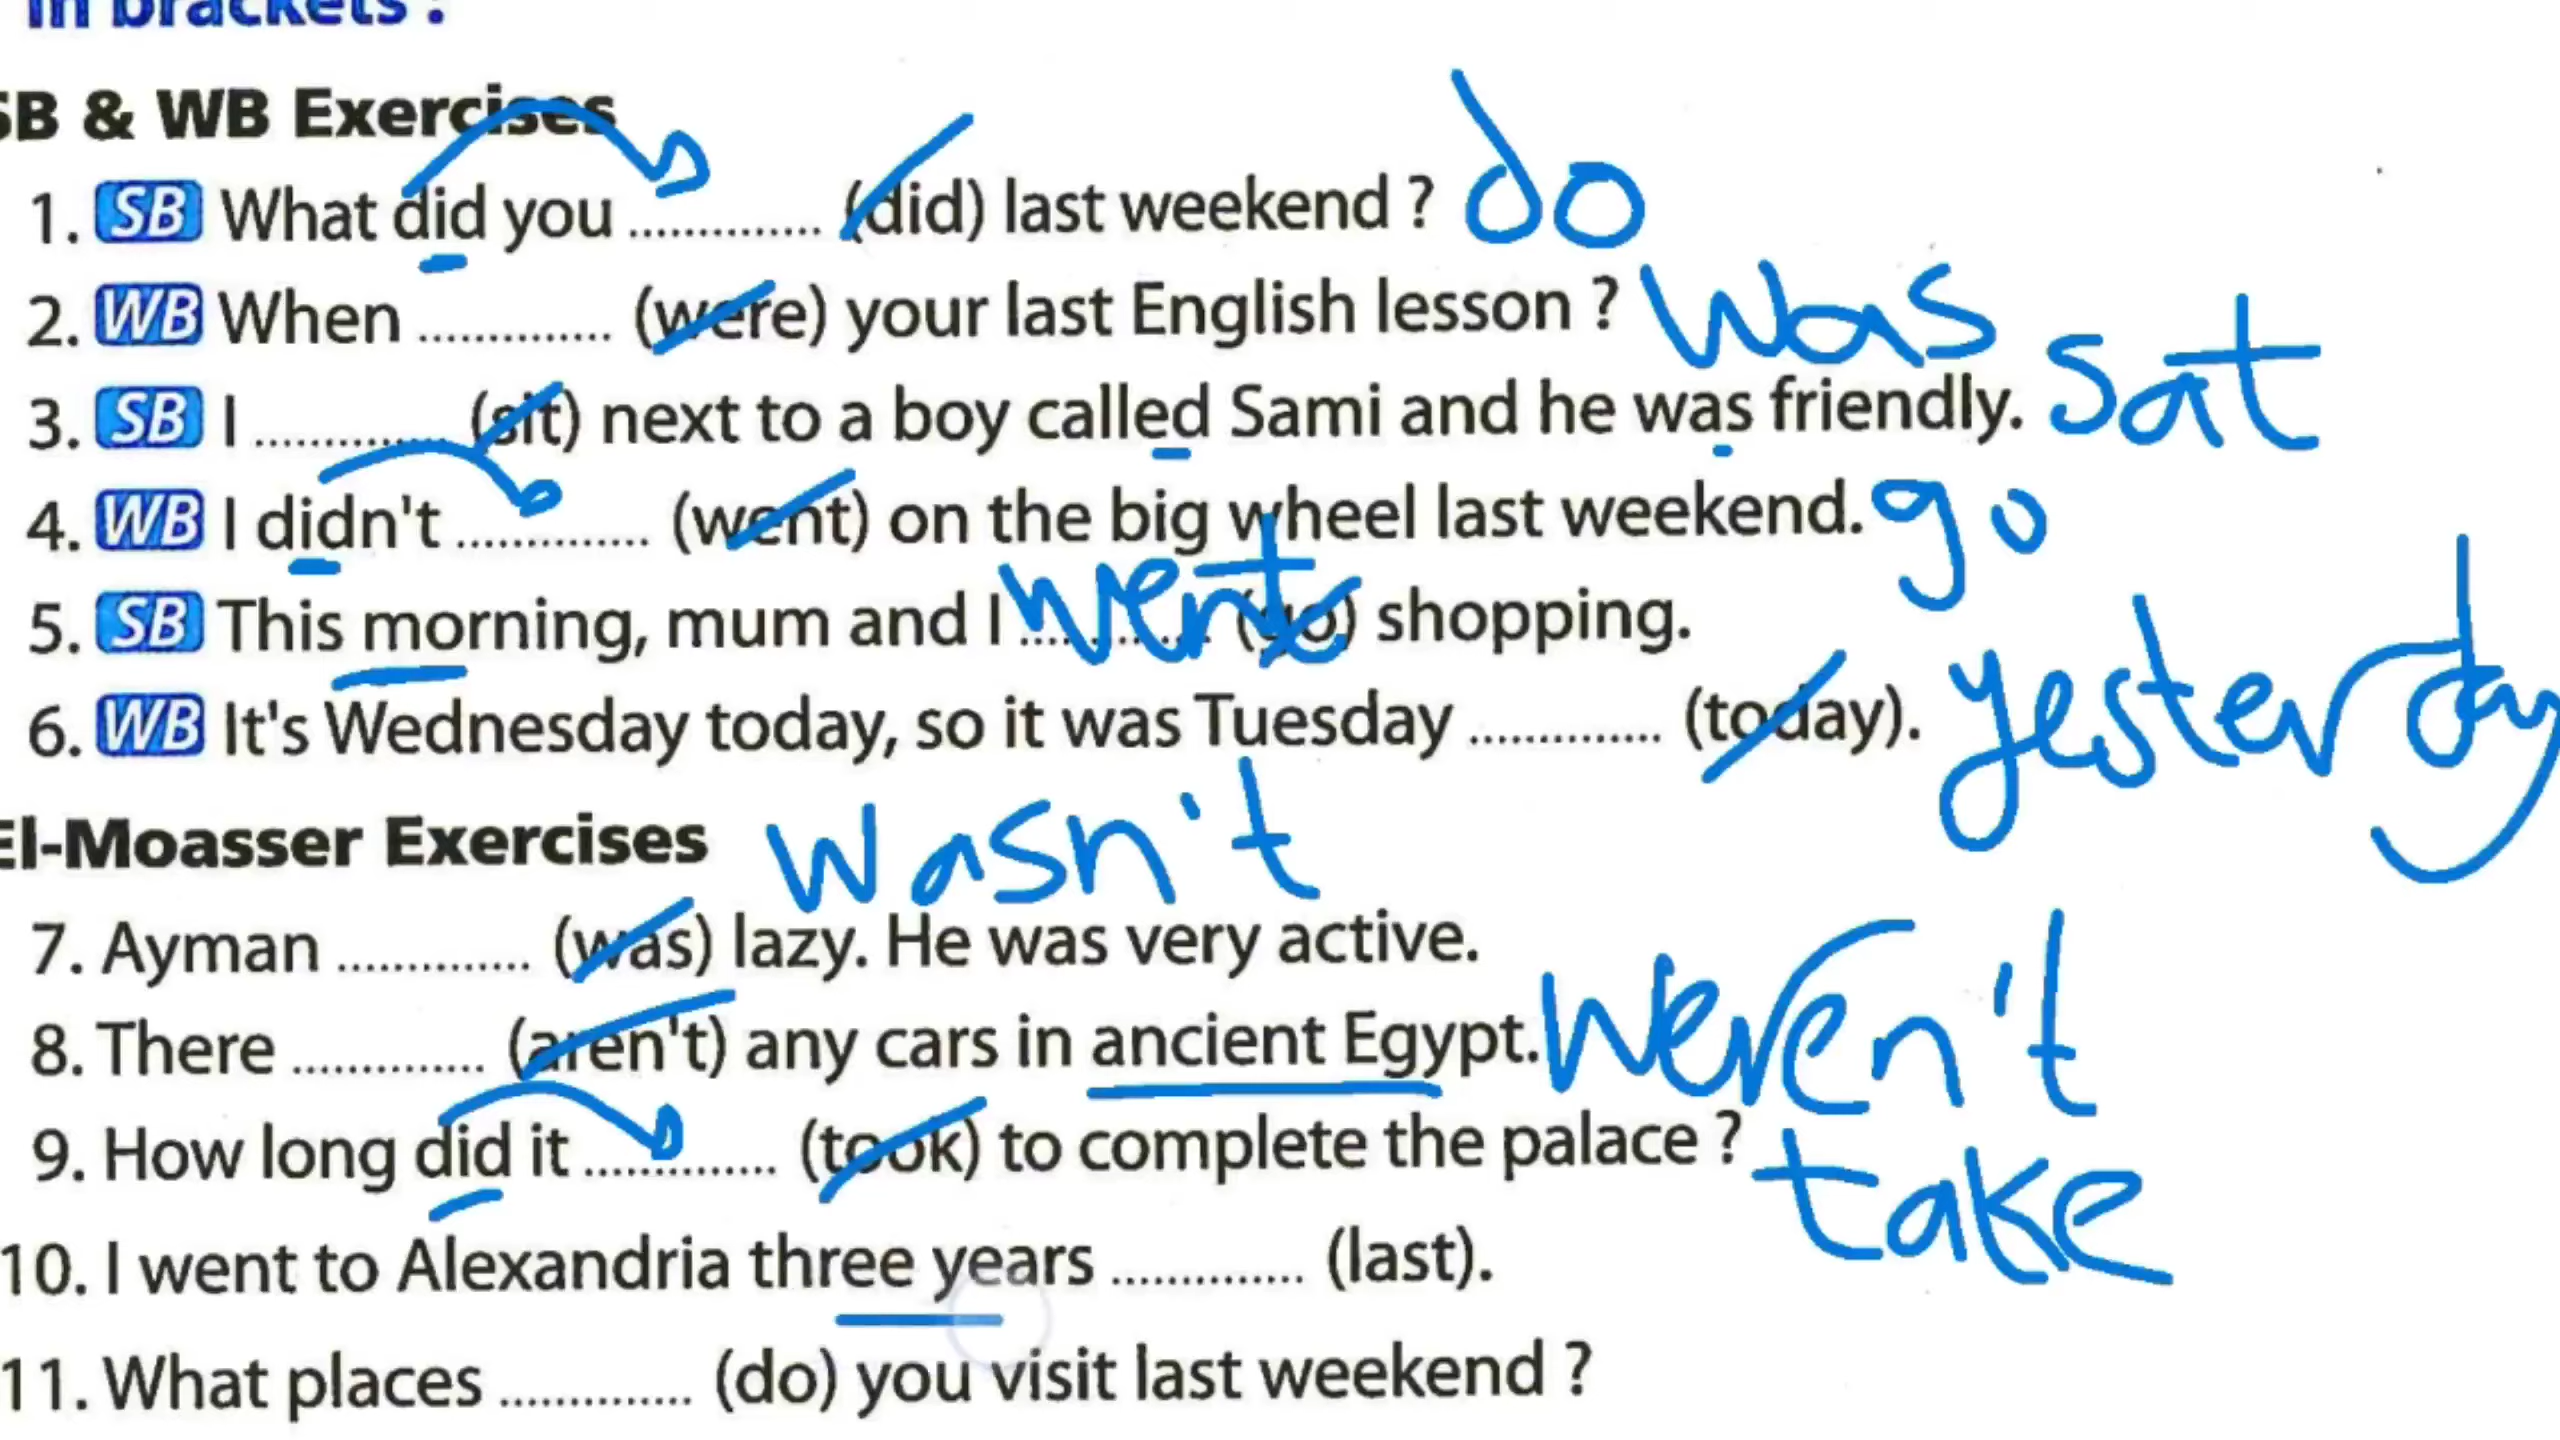 in brackets :
SB & WB Exercises
1. SB What did you .............. (did) last weekend ? do
2. WB When .............. (were) your last English lesson ? was
3. SB I .............. (sit) next to a boy called Sami and he was friendly. sat
4. WB I didn't .............. (went) on the big wheel last weekend. go
5. SB This morning, mum and I .............. went (go) shopping.
6. WB It's Wednesday today, so it was Tuesday .............. (today). yesterday
El-Moasser Exercises wasn't
7. Ayman .............. (was) lazy. He was very active.
8. There .............. (aren't) any cars in ancient Egypt. weren't
9. How long did it .............. (took) to complete the palace ? take
10. I went to Alexandria three years .............. (last).
11. What places .............. (do) you visit last weekend ?